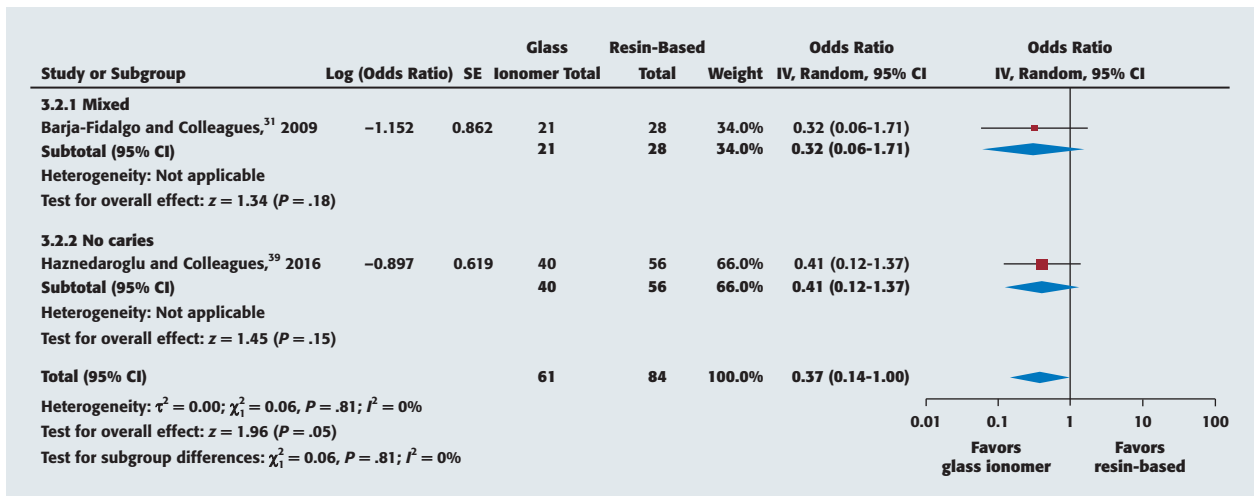 Glass Resin-Based Odds Ratio Odds Ratio
Study or Subgroup Log (Odds Ratio) SE Ionomer Total Total Weight IV, Random, 95% CI IV, Random, 95% CI
3.2.1 Mixed
Barja-Fidalgo and Colleagues,³¹ 2009 −1.152 0.862 21 28 34.0% 0.32 (0.06-1.71)
Subtotal (95% CI) 21 28 34.0% 0.32 (0.06-1.71)
Heterogeneity: Not applicable
Test for overall effect: z = 1.34 (P = .18)
3.2.2 No caries
Haznedaroglu and Colleagues,³⁹ 2016 −0.897 0.619 40 56 66.0% 0.41 (0.12-1.37)
Subtotal (95% CI) 40 56 66.0% 0.41 (0.12-1.37)
Heterogeneity: Not applicable
Test for overall effect: z = 1.45 (P = .15)
Total (95% CI) 61 84 100.0% 0.37 (0.14-1.00)
Heterogeneity: τ² = 0.00; χ²₁ = 0.06, P = .81; I² = 0%
Test for overall effect: z = 1.96 (P = .05)
Test for subgroup differences: χ²₁ = 0.06, P = .81; I² = 0%
0.01 0.1 1 10 100
Favors Favors
glass ionomer resin-based